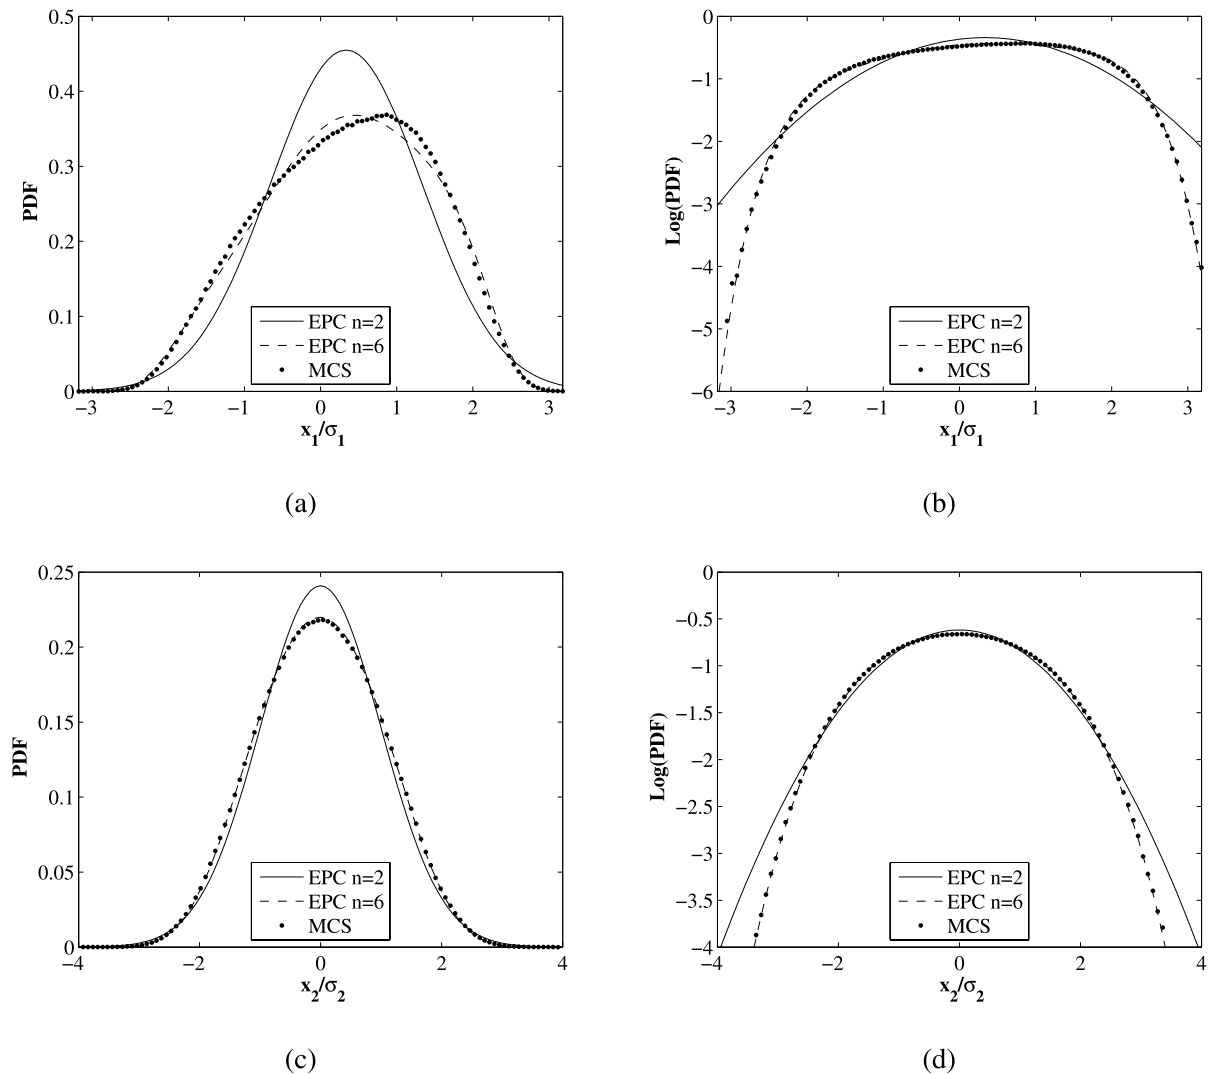 0.5
0.4
0.3
0.2
0.1
0
PDF
−3 −2 −1 0 1 2 3
x1/σ1
EPC n=2
EPC n=6
MCS
(a)
0
−1
−2
−3
−4
−5
−6
Log(PDF)
−3 −2 −1 0 1 2 3
x1/σ1
EPC n=2
EPC n=6
MCS
(b)
0.25
0.2
0.15
0.1
0.05
0
PDF
−4 −2 0 2 4
x2/σ2
EPC n=2
EPC n=6
MCS
(c)
0
−0.5
−1
−1.5
−2
−2.5
−3
−3.5
−4
Log(PDF)
−4 −2 0 2 4
x2/σ2
EPC n=2
EPC n=6
MCS
(d)